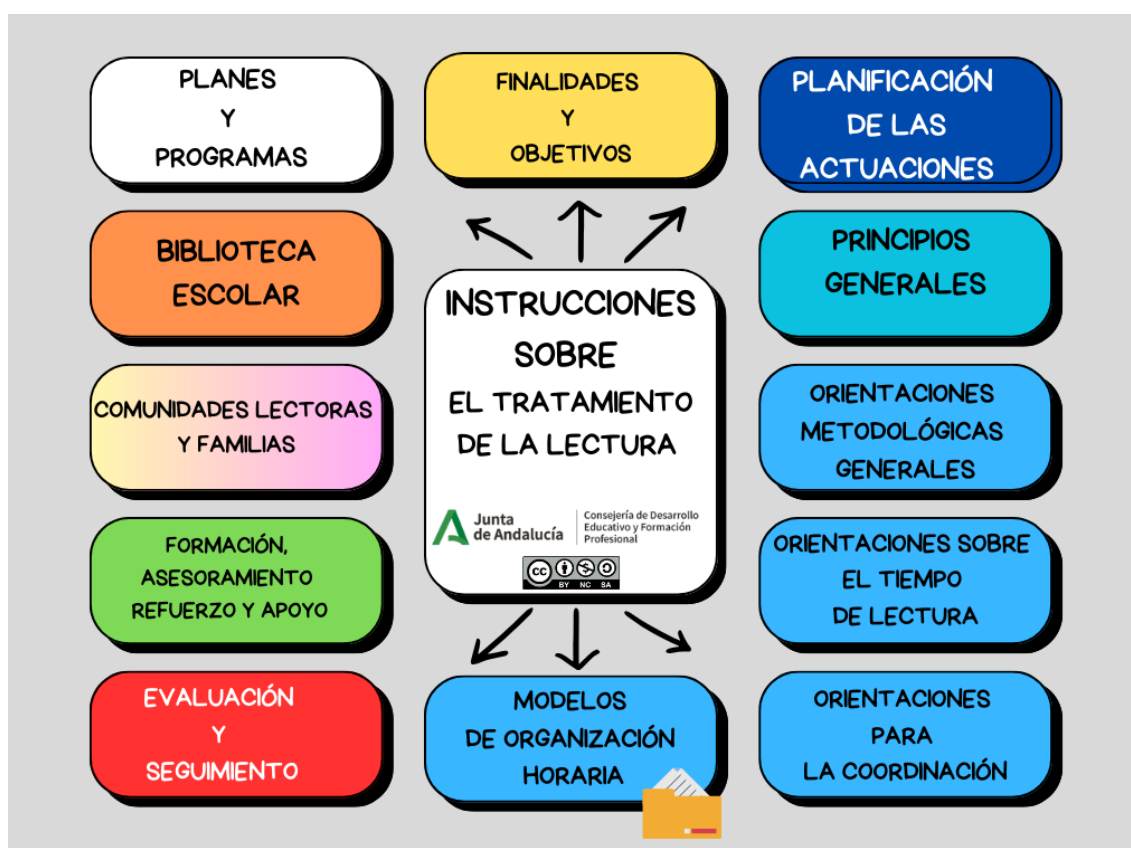 PLANES
Y
PROGRAMAS
FINALIDADES
Y
OBJETIVOS
PLANIFICACIÓN
DE LAS
ACTUACIONES
BIBLIOTECA
ESCOLAR
INSTRUCCIONES
SOBRE
EL TRATAMIENTO
DE LA LECTURA
Junta
de Andalucía
Consejería de Desarrollo
Educativo y Formación
Profesional
cc
BY NC SA
PRINCIPIOS
GENERALES
COMUNIDADES LECTORAS
Y FAMILIAS
ORIENTACIONES
METODOLÓGICAS
GENERALES
FORMACIÓN,
ASESORAMIENTO
REFUERZO Y APOYO
ORIENTACIONES SOBRE
EL TIEMPO
DE LECTURA
EVALUACIÓN
Y
SEGUIMIENTO
MODELOS
DE ORGANIZACIÓN
HORARIA
ORIENTACIONES
PARA
LA COORDINACIÓN